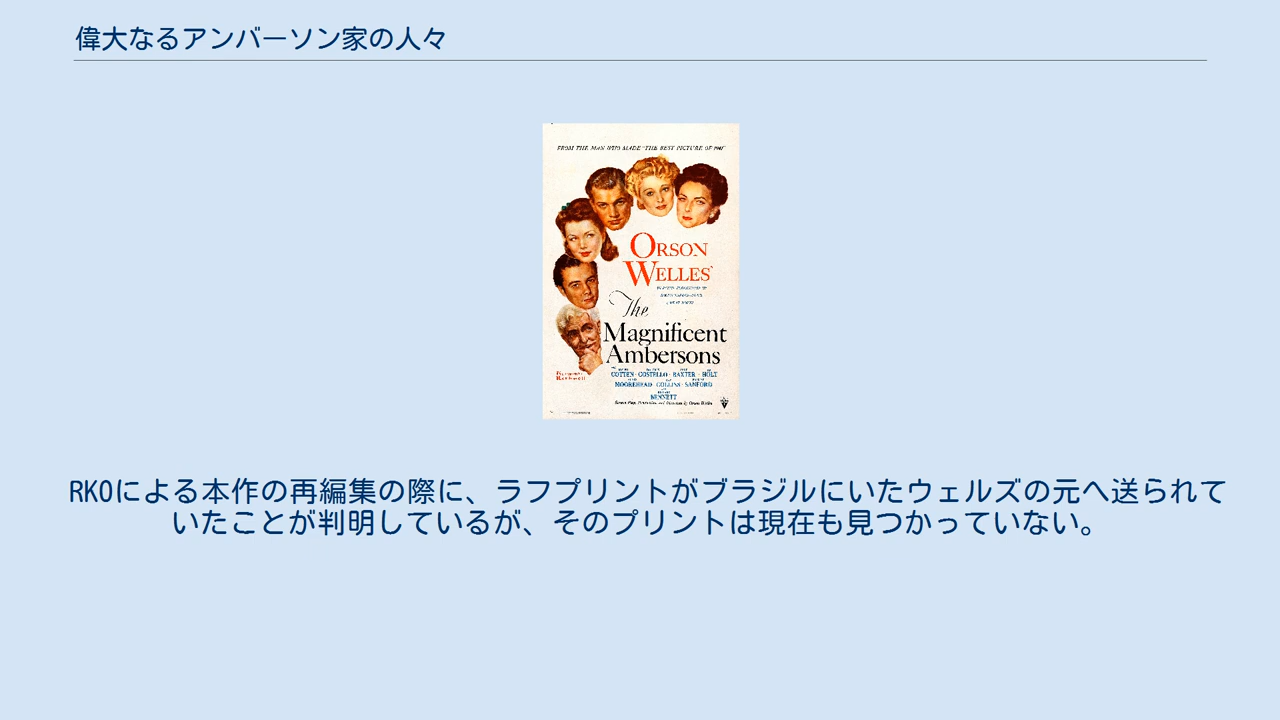 偉大なるアンバーソン家の人々
FROM THE MAN WHO MADE "THE BEST PICTURE OF 1941"
ORSON
WELLES'
The
Magnificent
Ambersons
COTTEN · COSTELLO · BAXTER · HOLT
MOOREHEAD · COLLINS · SANFORD
BENNETT
RKOによる本作の再編集の際に、ラフプリントがブラジルにいたウェルズの元へ送られて
いたことが判明しているが、そのプリントは現在も見つかっていない。